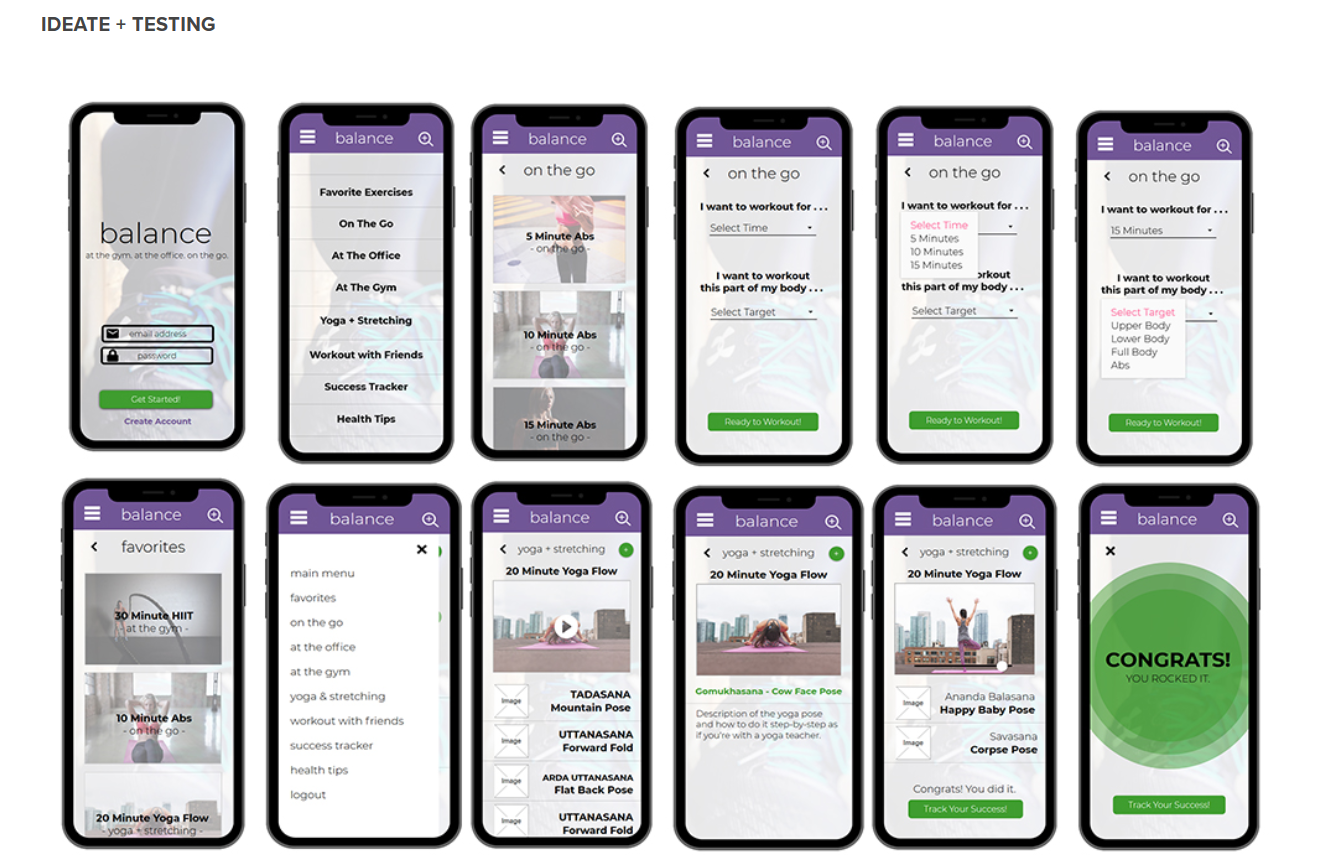 IDEATE + TESTING
balance
at the gym. at the office. on the go.
email address
password
Get Started!
Create Account
balance
Favorite Exercises
On The Go
At The Office
At The Gym
Yoga + Stretching
Workout with Friends
Success Tracker
Health Tips
balance
on the go
5 Minute Abs
- on the go -
10 Minute Abs
- on the go -
15 Minute Abs
- on the go -
balance
on the go
I want to workout for . . .
Select Time
I want to workout
this part of my body . . .
Select Target
Ready to Workout!
balance
on the go
I want to workout for . . .
Select Time
5 Minutes
10 Minutes
15 Minutes
orkout
this part of my body . . .
Select Target
Ready to Workout!
balance
on the go
I want to workout for . . .
15 Minutes
I want to workout
this part of my body . . .
Select Target
Upper Body
Lower Body
Full Body
Abs
Ready to Workout!
balance
favorites
30 Minute HIIT
- at the gym -
10 Minute Abs
- on the go -
20 Minute Yoga Flow
- yoga + stretching -
balance
main menu
favorites
on the go
at the office
at the gym
yoga & stretching
workout with friends
success tracker
health tips
logout
balance
yoga + stretching
20 Minute Yoga Flow
Image
TADASANA
Mountain Pose
Image
UTTANASANA
Forward Fold
Image
ARDA UTTANASANA
Flat Back Pose
Image
UTTANASANA
Forward Fold
balance
yoga + stretching
20 Minute Yoga Flow
Gomukhasana - Cow Face Pose
Description of the yoga pose
and how to do it step-by-step as
if you're with a yoga teacher.
balance
yoga + stretching
20 Minute Yoga Flow
Image
Ananda Balasana
Happy Baby Pose
Image
Savasana
Corpse Pose
Congrats! You did it.
Track Your Success!
balance
CONGRATS!
YOU ROCKED IT.
Track Your Success!